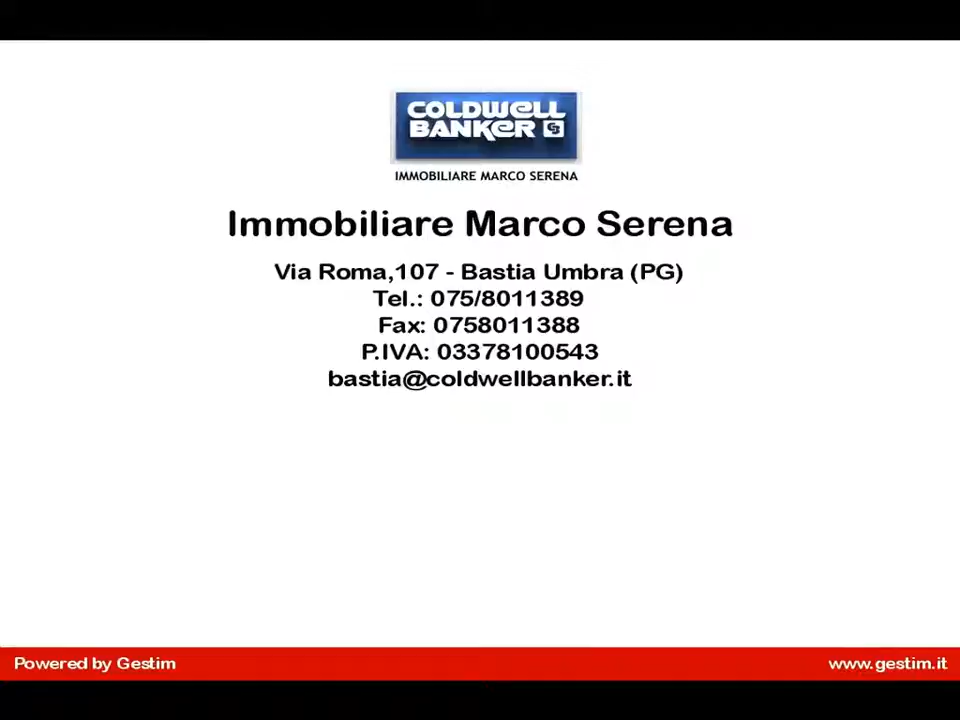 COLDWELL
BANKER CB
IMMOBILIARE MARCO SERENA
Immobiliare Marco Serena
Via Roma,107 - Bastia Umbra (PG)
Tel.: 075/8011389
Fax: 0758011388
P.IVA: 03378100543
bastia@coldwellbanker.it
Powered by Gestim
www.gestim.it